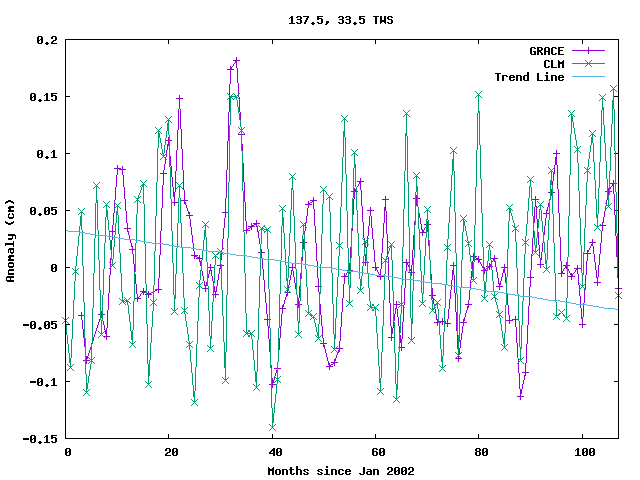 137.5, 33.5 TWS
GRACE
CLM
Trend Line
0.2
0.15
0.1
0.05
0
-0.05
-0.1
-0.15
Anomaly (cm)
0 20 40 60 80 100
Months since Jan 2002